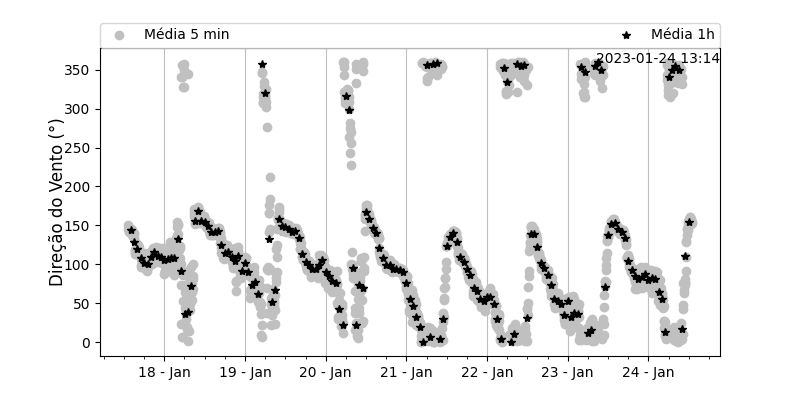 Média 5 min
Média 1h
2023-01-24 13:14
Direção do Vento (°)
350
300
250
200
150
100
50
0
18 - Jan
19 - Jan
20 - Jan
21 - Jan
22 - Jan
23 - Jan
24 - Jan